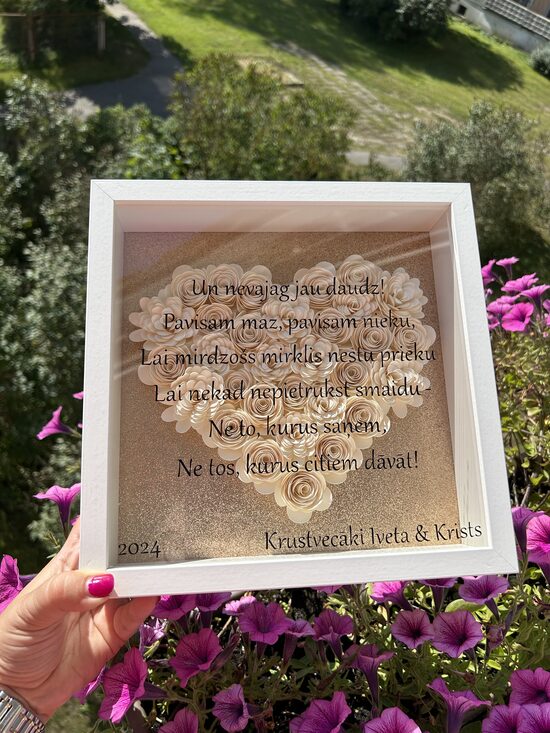 Un nevajag jau daudz!
Pavisam maz, pavisam nieku,
Lai mirdzošs mirklis nestu prieku
Lai nekad nepietrūkst smaidu -
Ne to, kurus saņem,
Ne tos, kurus citiem dāvāt!
2024 Krustvecāki Iveta & Krists